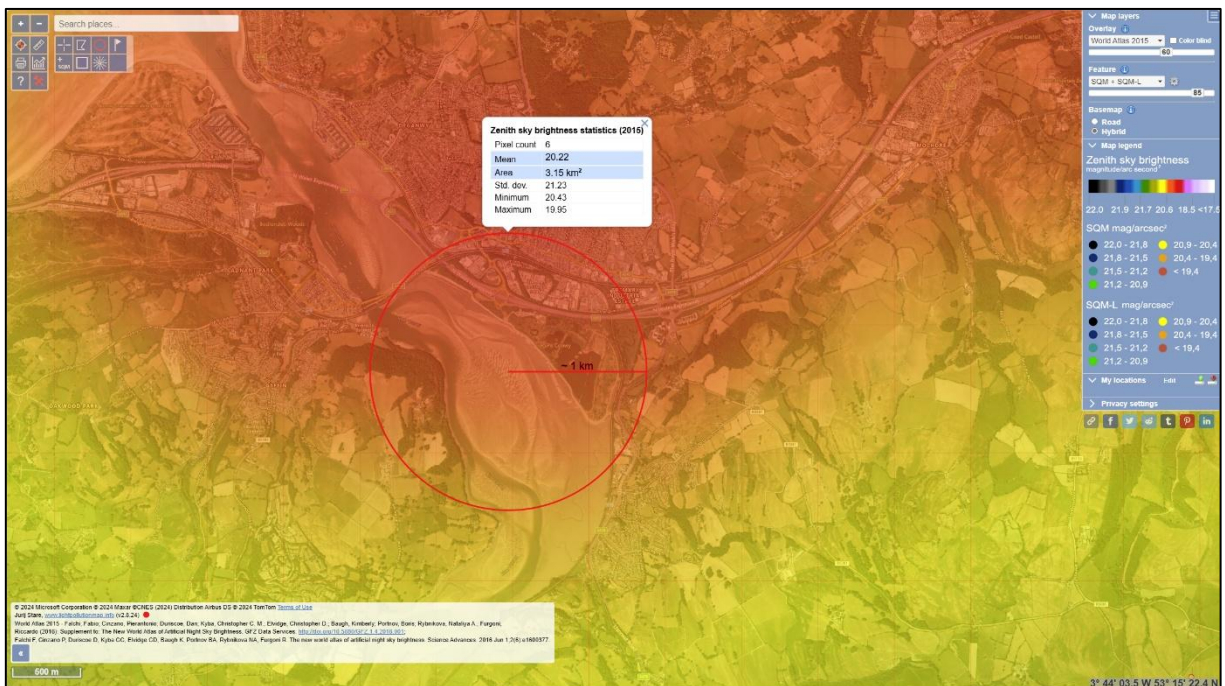 + -
Search places...
SQM
?
Zenith sky brightness statistics (2015)
Pixel count 6
Mean 20.22
Area 3.15 km²
Std. dev. 21.23
Minimum 20.43
Maximum 19.95
~ 1 km
Map layers
Overlay
World Atlas 2015 Color blind
60
Feature
SQM + SQM-L
85
Basemap
Road
Hybrid
Map legend
Zenith sky brightness
magnitude/arc second²
22.0 21.9 21.7 20.6 18.5 <17.5
SQM mag/arcsec²
22,0 - 21,8 20,9 - 20,4
21,8 - 21,5 20,4 - 19,4
21,5 - 21,2 < 19,4
21,2 - 20,9
SQM-L mag/arcsec²
22,0 - 21,8 20,9 - 20,4
21,8 - 21,5 20,4 - 19,4
21,5 - 21,2 < 19,4
21,2 - 20,9
My locations Edit
Privacy settings
© 2024 Microsoft Corporation © 2024 Maxar ©CNES (2024) Distribution Airbus DS © 2024 TomTom Terms of Use
Jurij Stare, www.lightpollutionmap.info (v2.8.24)
World Atlas 2015 - Falchi, Fabio; Cinzano, Pierantonio; Duriscoe, Dan; Kyba, Christopher C. M.; Elvidge, Christopher D.; Baugh, Kimberly; Portnov, Boris; Rybnikova, Nataliya A.; Furgoni,
Riccardo (2016): Supplement to: The New World Atlas of Artificial Night Sky Brightness. GFZ Data Services. http://doi.org/10.5880/GFZ.1.4.2016.001;
Falchi F, Cinzano P, Duriscoe D, Kyba CC, Elvidge CD, Baugh K, Portnov BA, Rybnikova NA, Furgoni R. The new world atlas of artificial night sky brightness. Science Advances. 2016 Jun 1;2(6):e1600377.
«
500 m
3° 44' 03.5 W 53° 15' 22.4 N